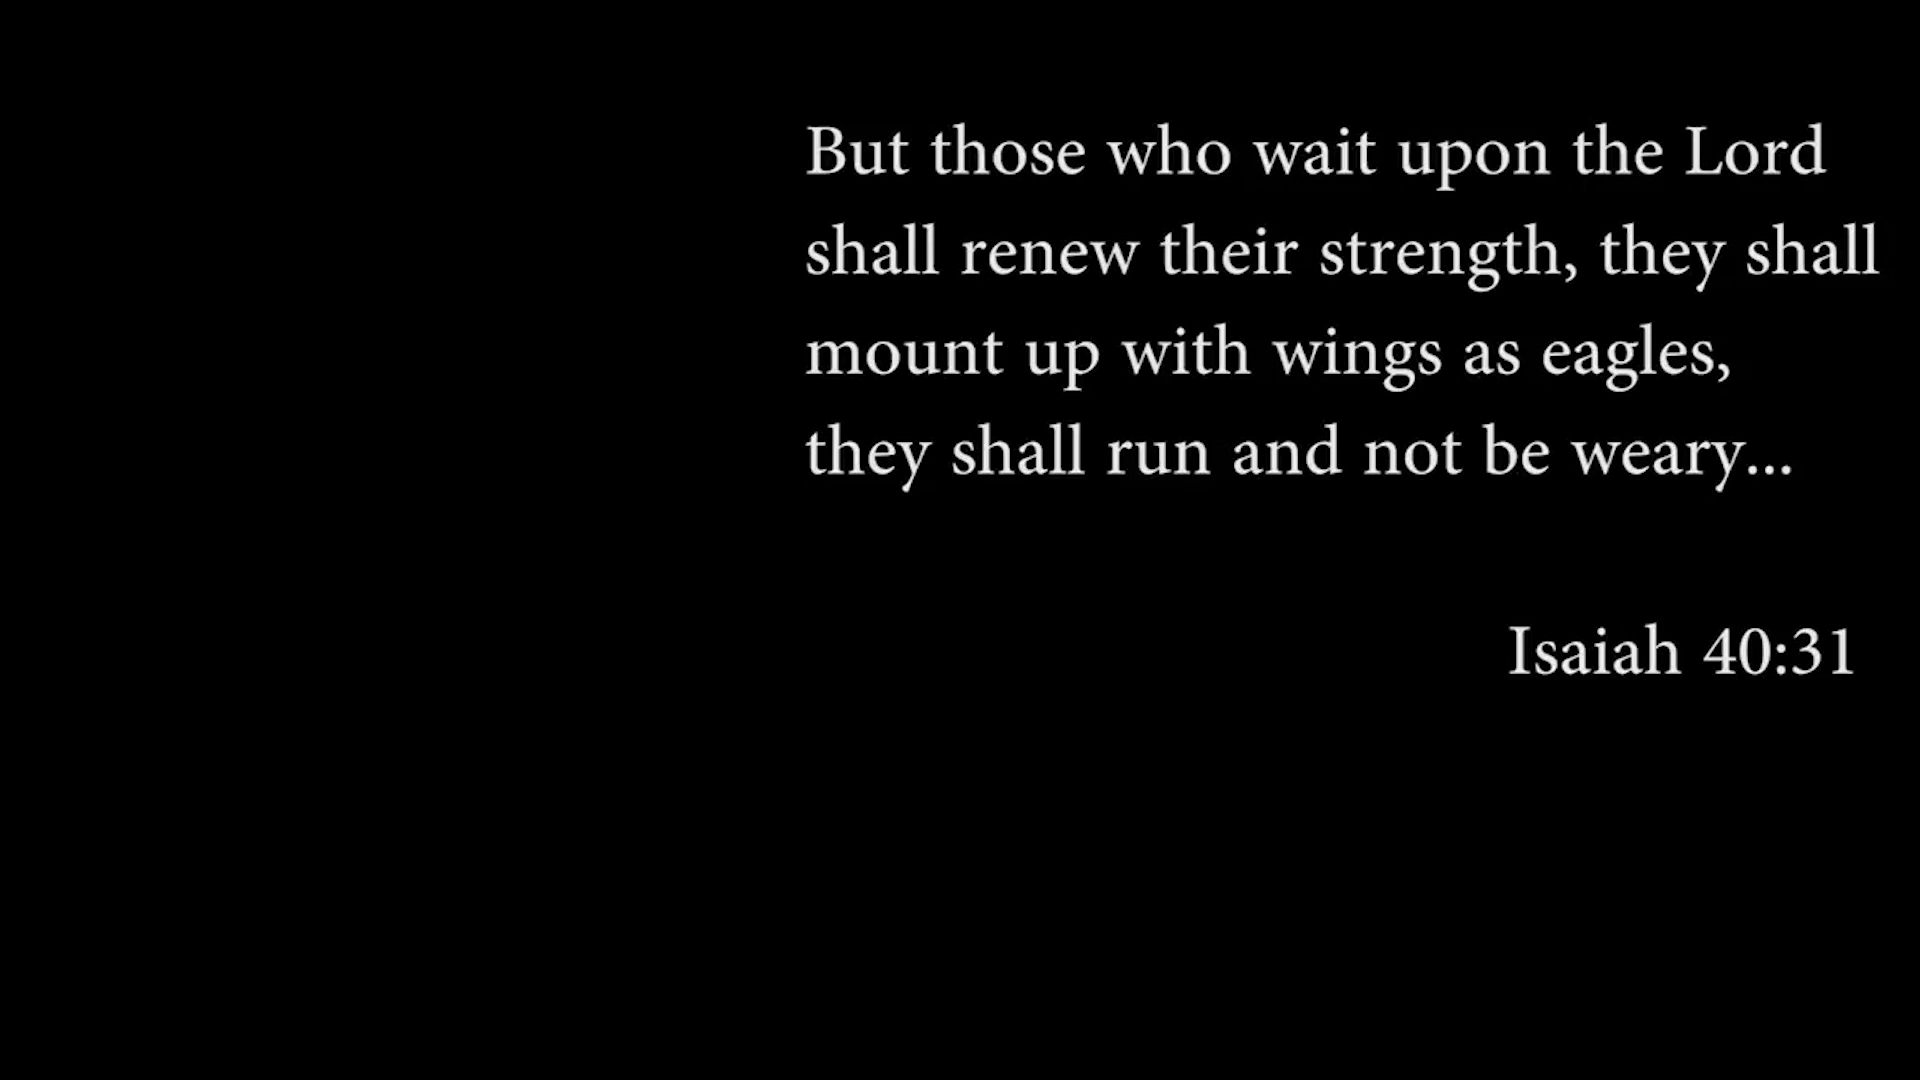 But those who wait upon the Lord
shall renew their strength, they shall
mount up with wings as eagles,
they shall run and not be weary...
Isaiah 40:31